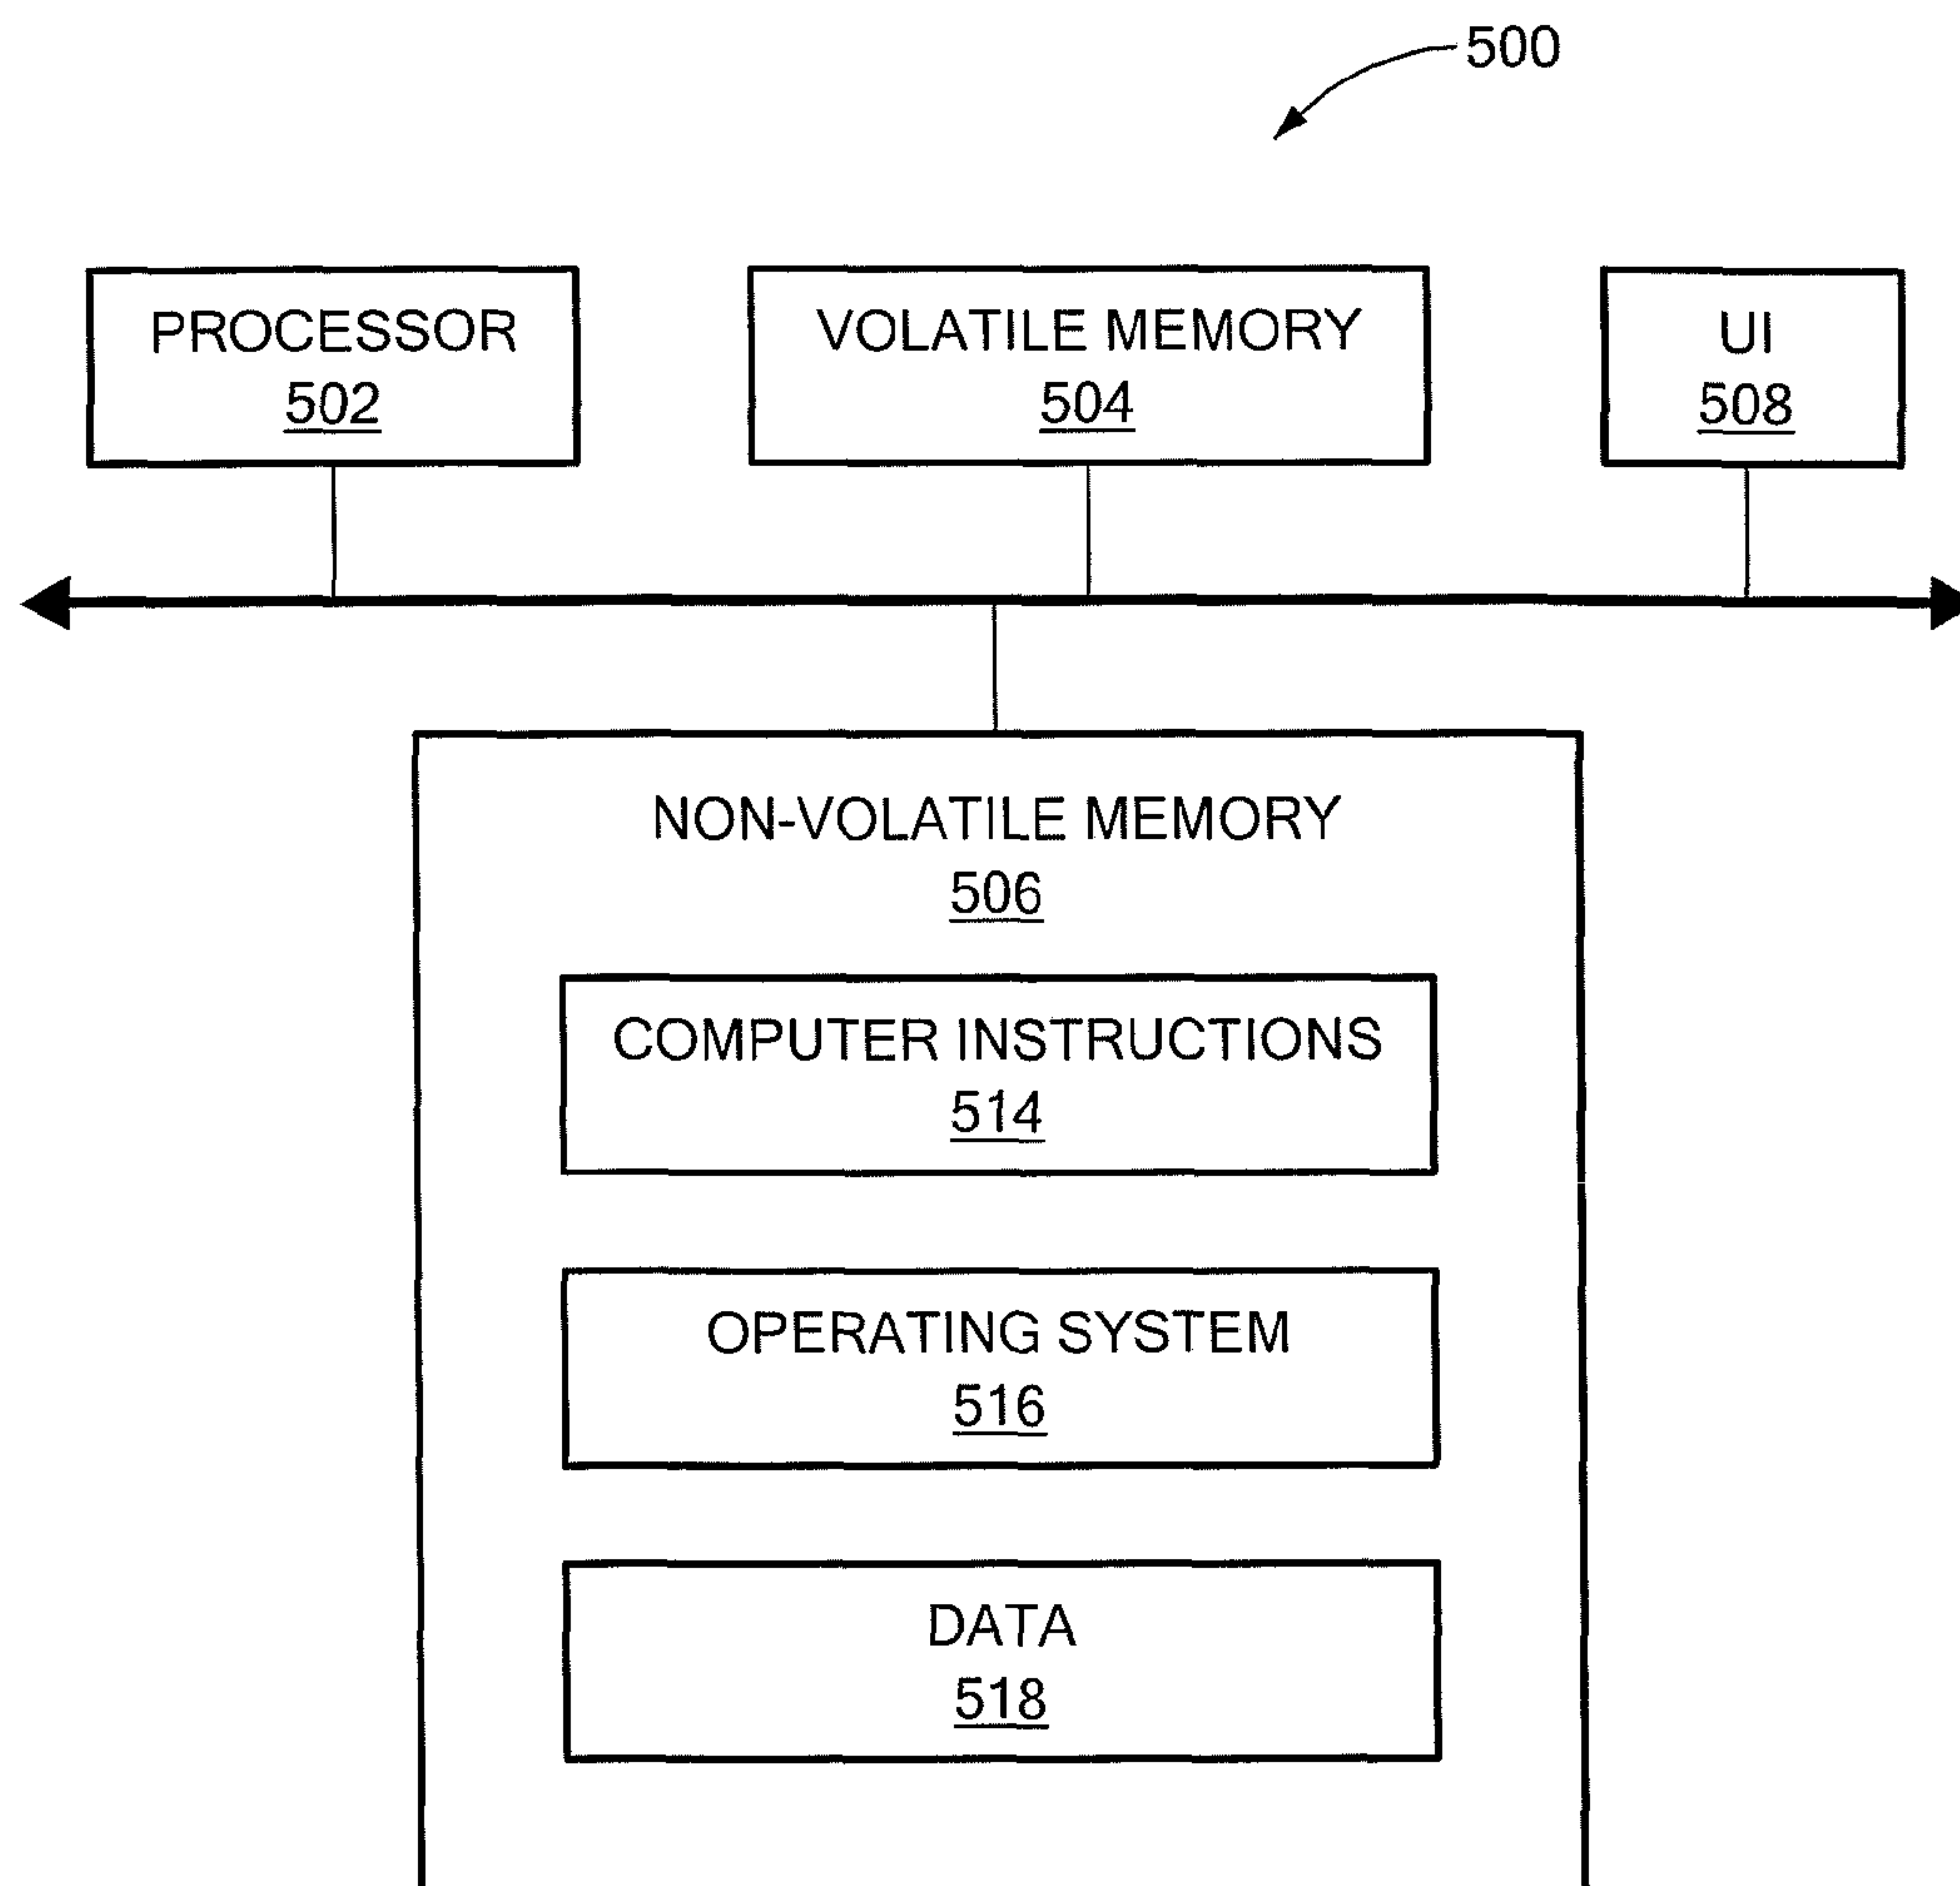 500
PROCESSOR
502
VOLATILE MEMORY
504
UI
508
NON-VOLATILE MEMORY
506
COMPUTER INSTRUCTIONS
514
OPERATING SYSTEM
516
DATA
518